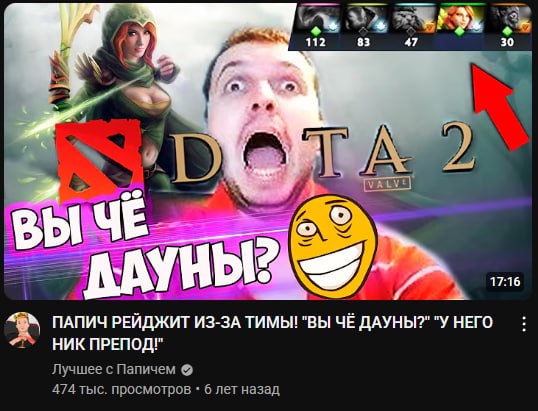 112 83 47 30
DOTA 2
VALVE
ВЫ ЧЁ
ДАУНЫ?
17:16
ПАПИЧ РЕЙДЖИТ ИЗ-ЗА ТИМЫ! "ВЫ ЧЁ ДАУНЫ?" "У НЕГО
НИК ПРЕПОД!"
Лучшее с Папичем
474 тыс. просмотров • 6 лет назад